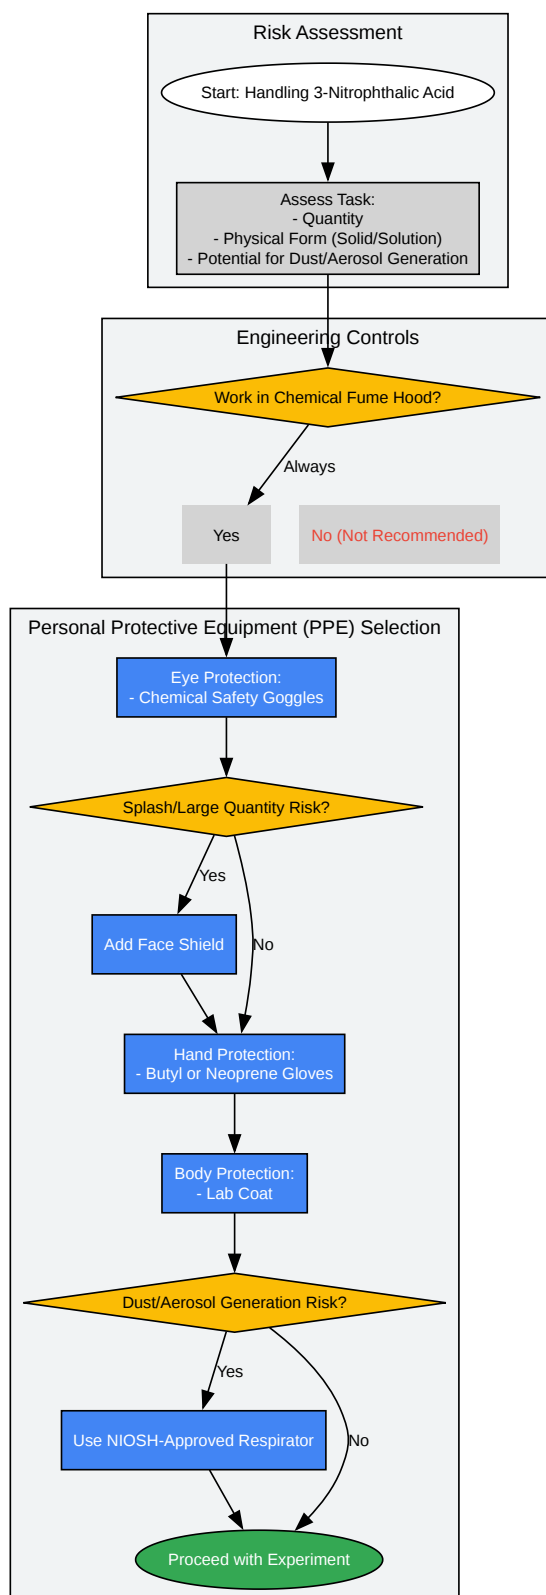 Risk Assessment
Start: Handling 3-Nitrophthalic Acid
Assess Task:
- Quantity
- Physical Form (Solid/Solution)
- Potential for Dust/Aerosol Generation
Engineering Controls
Work in Chemical Fume Hood?
Always
Yes
No (Not Recommended)
Personal Protective Equipment (PPE) Selection
Eye Protection:
- Chemical Safety Goggles
Splash/Large Quantity Risk?
Yes
Add Face Shield
No
Hand Protection:
- Butyl or Neoprene Gloves
Body Protection:
- Lab Coat
Dust/Aerosol Generation Risk?
Yes
Use NIOSH-Approved Respirator
No
Proceed with Experiment